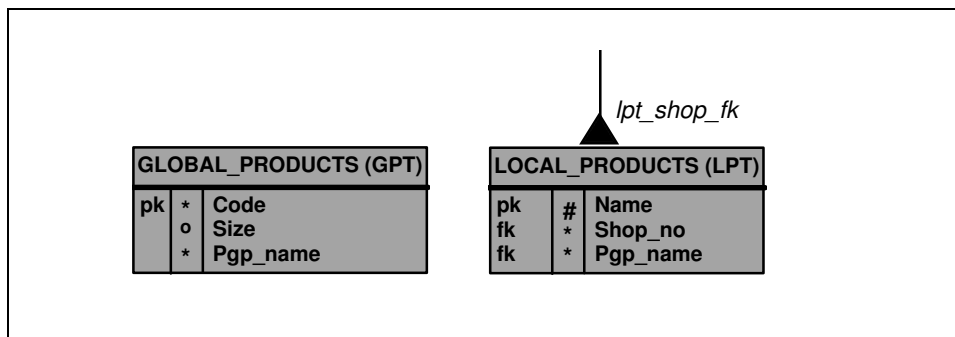 lpt_shop_fk
GLOBAL_PRODUCTS (GPT)
pk * Code
o Size
* Pgp_name
LOCAL_PRODUCTS (LPT)
pk # Name
fk * Shop_no
fk * Pgp_name